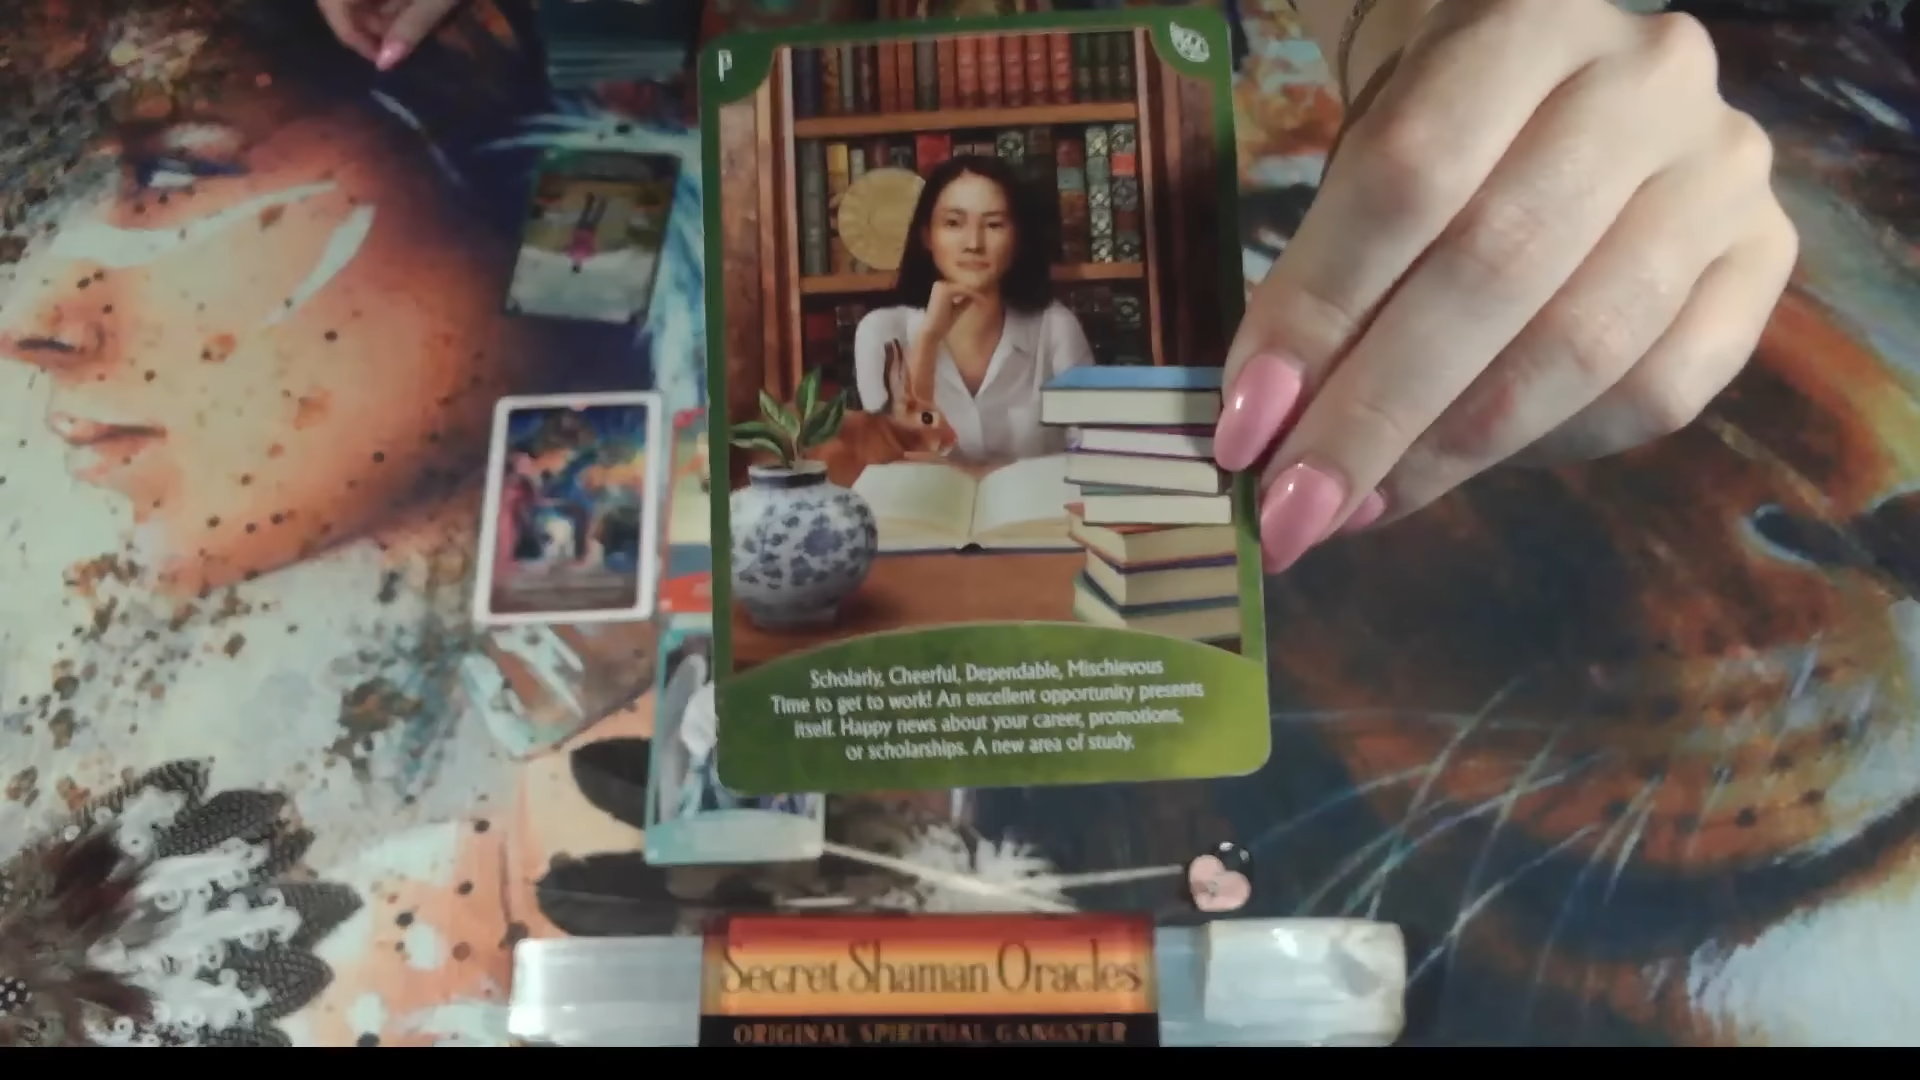 P
Scholarly, Cheerful, Dependable, Mischievous
Time to get to work! An excellent opportunity presents
itself. Happy news about your career, promotions,
or scholarships. A new area of study.
Secret Shaman Oracles
ORIGINAL SPIRITUAL GANGSTER